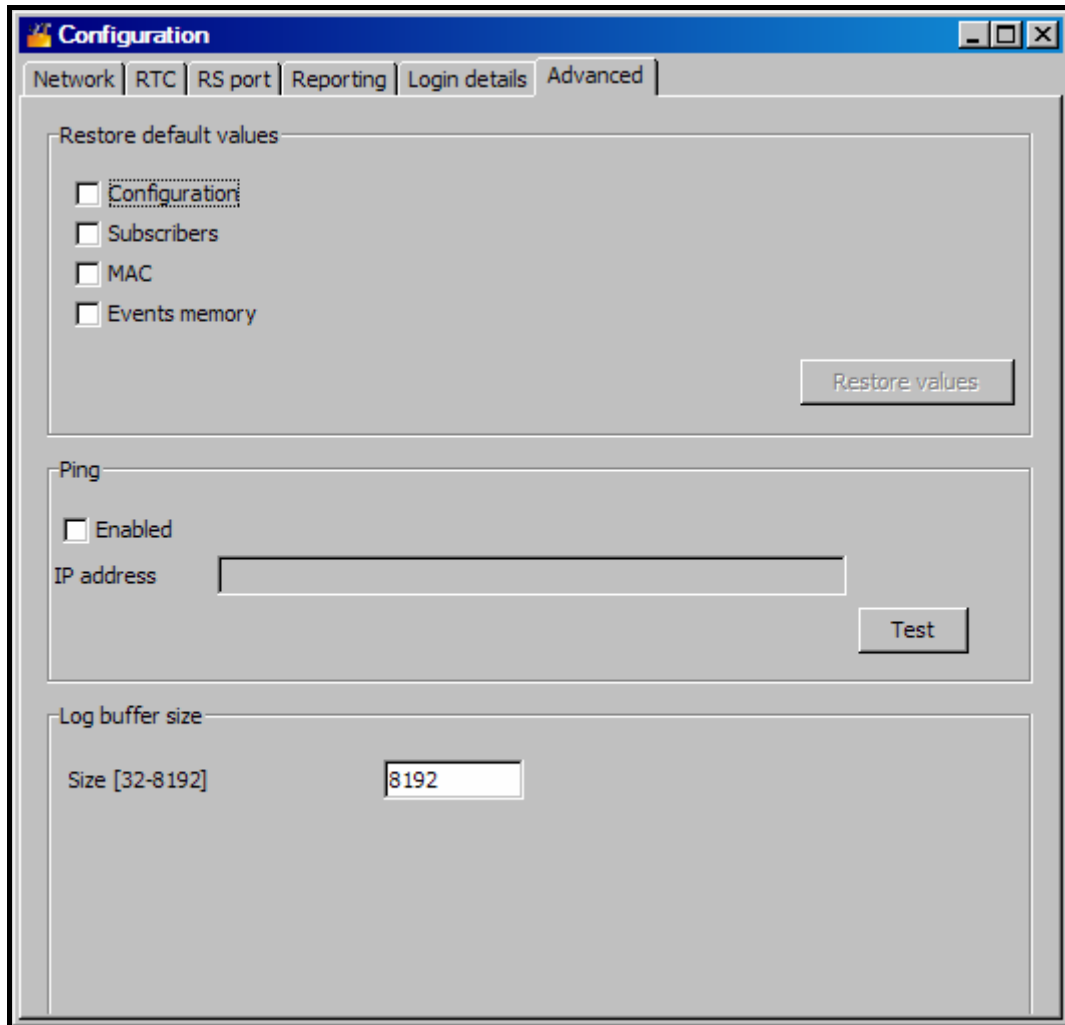 Configuration
Network RTC RS port Reporting Login details Advanced
Restore default values
Configuration
Subscribers
MAC
Events memory
Restore values
Ping
Enabled
IP address
Test
Log buffer size
Size [32-8192] 8192